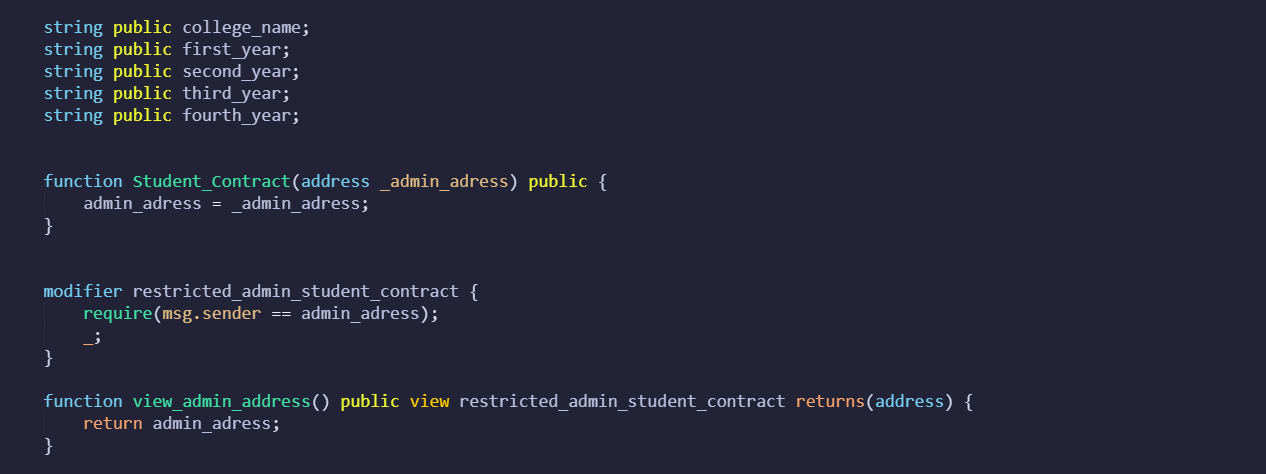 string public college_name;
string public first_year;
string public second_year;
string public third_year;
string public fourth_year;
function Student_Contract(address _admin_adress) public {
admin_adress = _admin_adress;
}
modifier restricted_admin_student_contract {
require(msg.sender == admin_adress);
_;
}
function view_admin_address() public view restricted_admin_student_contract returns(address) {
return admin_adress;
}